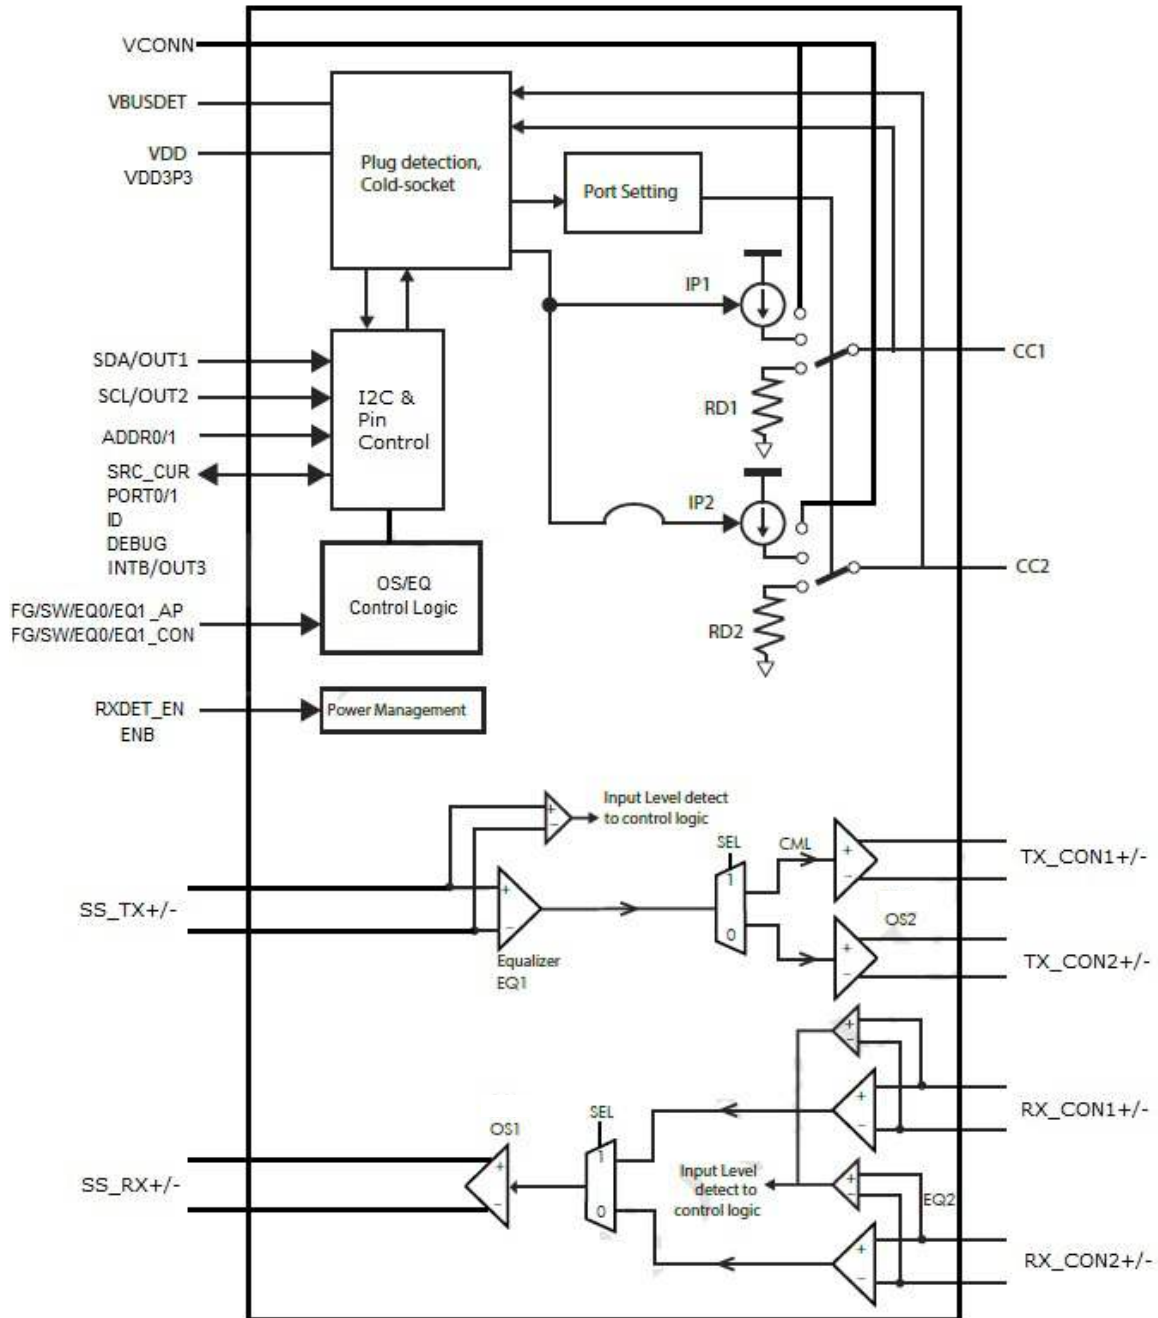 VCONN
VBUSDET
VDD
VDD3P3
Plug detection,
Cold-socket
Port Setting
IP1
CC1
RD1
SDA/OUT1
SCL/OUT2
ADDR0/1
SRC_CUR
PORT0/1
ID
DEBUG
INTB/OUT3
I2C &
Pin
Control
IP2
CC2
RD2
OS/EQ
Control Logic
FG/SW/EQ0/EQ1_AP
FG/SW/EQ0/EQ1_CON
RXDET_EN
ENB
Power Management
Input Level detect
to control logic
+
−
SS_TX+/-
+
−
Equalizer
EQ1
SEL
1
0
CML
+
−
TX_CON1+/-
OS2
+
−
TX_CON2+/-
+
−
+
−
RX_CON1+/-
SEL
1
0
OS1
+
−
SS_RX+/-
Input Level
detect to
control logic
+
−
EQ2
+
−
RX_CON2+/-